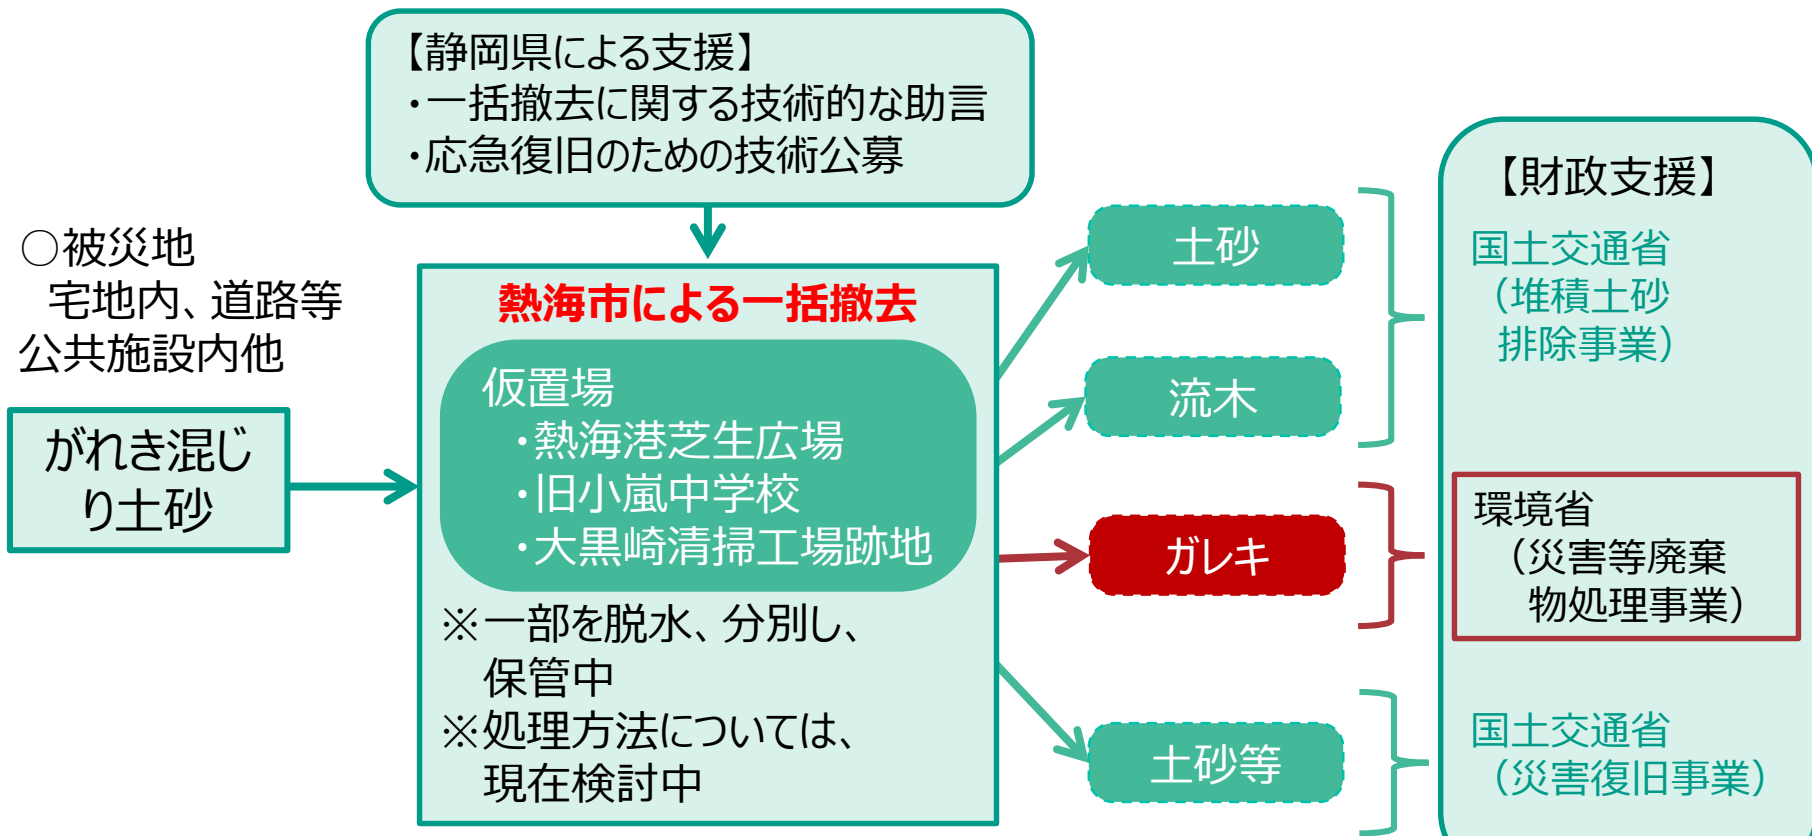 【静岡県による支援】
・一括撤去に関する技術的な助言
・応急復旧のための技術公募
○被災地
宅地内、道路等
公共施設内他
がれき混じ
り土砂
熱海市による一括撤去
仮置場
・熱海港芝生広場
・旧小嵐中学校
・大黒崎清掃工場跡地
※一部を脱水、分別し、
保管中
※処理方法については、
現在検討中
土砂
流木
ガレキ
土砂等
【財政支援】
国土交通省
（堆積土砂
排除事業）
環境省
（災害等廃棄
物処理事業）
国土交通省
（災害復旧事業）